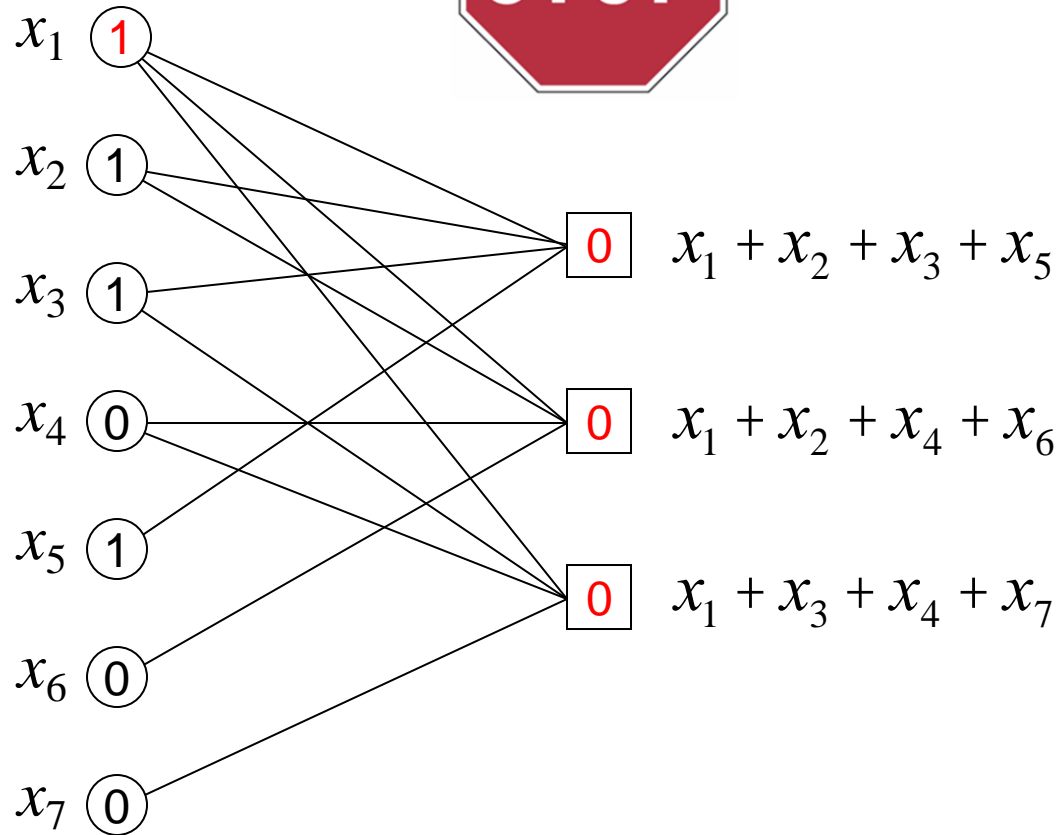 x₁ 1
x₂ 1
0 x₁ + x₂ + x₃ + x₅
x₃ 1
x₄ 0 0 x₁ + x₂ + x₄ + x₆
x₅ 1
0 x₁ + x₃ + x₄ + x₇
x₆ 0
x₇ 0